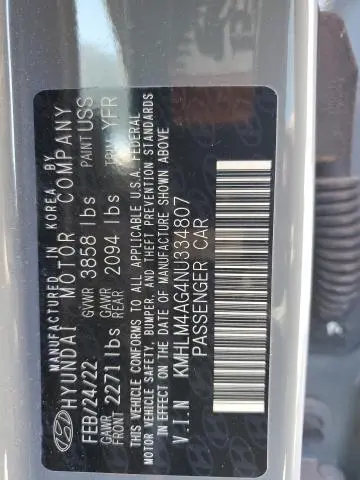 MANUFACTURED IN KOREA BY
HYUNDAI MOTOR COMPANY
FEB/24/22 GVWR 3858 lbs PAINT USS
GAWR FRONT 2271 lbs GAWR REAR 2094 lbs TRIM YFR
THIS VEHICLE CONFORMS TO ALL APPLICABLE U.S.A. FEDERAL
MOTOR VEHICLE SAFETY, BUMPER, AND THEFT PREVENTION STANDARDS
IN EFFECT ON THE DATE OF MANUFACTURE SHOWN ABOVE
V.I.N KMHLM4AG4NU334807
PASSENGER CAR